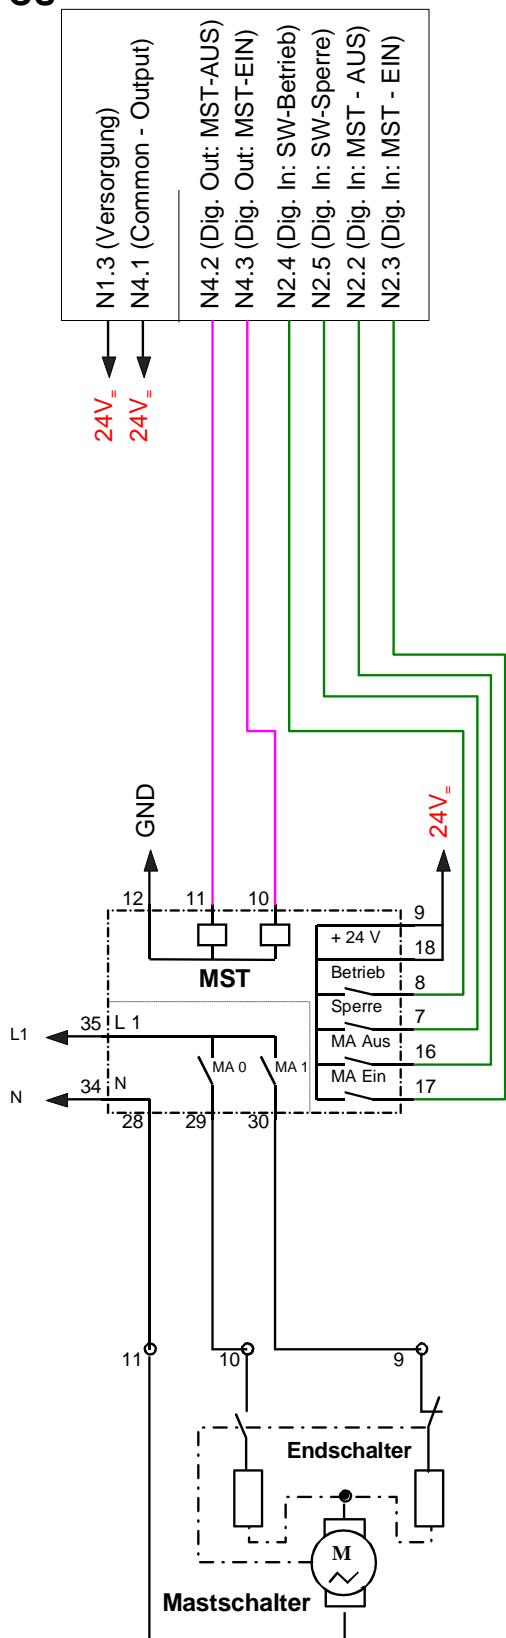 N1.3 (Versorgung)
N4.1 (Common - Output)
N4.2 (Dig. Out: MST-AUS)
N4.3 (Dig. Out: MST-EIN)
N2.4 (Dig. In: SW-Betrieb)
N2.5 (Dig. In: SW-Sperre)
N2.2 (Dig. In: MST - AUS)
N2.3 (Dig. In: MST - EIN)
24V=
24V=
GND
24V=
12
11
10
9
+ 24 V
18
MST
Betrieb
8
Sperre
7
L1
35
L 1
MA Aus
16
MA 0
MA 1
MA Ein
17
N
34
N
28
29
30
11
10
9
Endschalter
M
Mastschalter